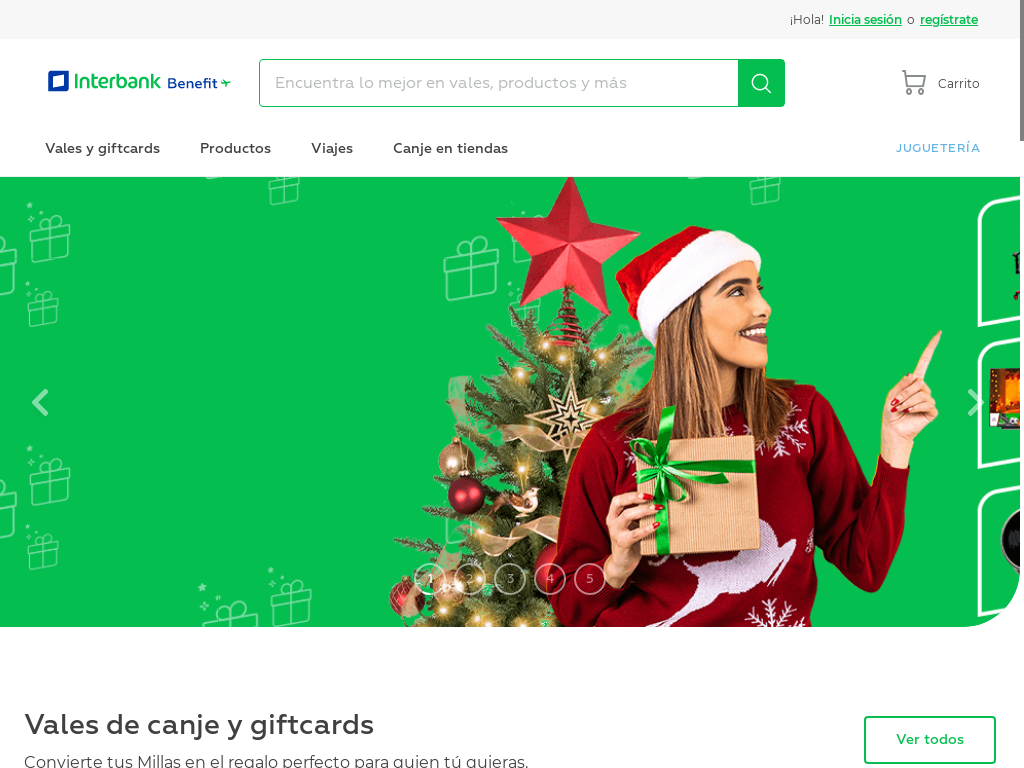 ¡Hola! Inicia sesión o regístrate
Interbank Benefit
Encuentra lo mejor en vales, productos y más
Carrito
Vales y giftcards Productos Viajes Canje en tiendas JUGUETERÍA
1 2 3 4 5
Vales de canje y giftcards
Ver todos
Convierte tus Millas en el regalo perfecto para quien tú quieras.